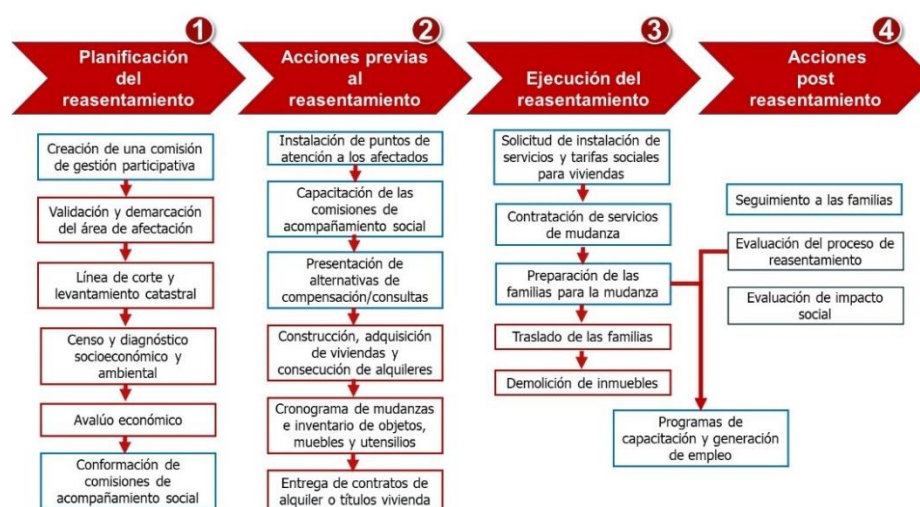 1
Planificación
del
reasentamiento
2
Acciones previas
al
reasentamiento
3
Ejecución del
reasentamiento
4
Acciones
post
reasentamiento
Creación de una comisión
de gestión participativa
Validación y demarcación
del área de afectación
Línea de corte y
levantamiento catastral
Censo y diagnóstico
socioeconómico y
ambiental
Avalúo económico
Conformación de
comisiones de
acompañamiento social
Instalación de puntos de
atención a los afectados
Capacitación de las
comisiones de
acompañamiento social
Presentación de
alternativas de
compensación/consultas
Construcción, adquisición
de viviendas y
consecución de alquileres
Cronograma de mudanzas
e inventario de objetos,
muebles y utensilios
Entrega de contratos de
alquiler o títulos vivienda
Solicitud de instalación de
servicios y tarifas sociales
para viviendas
Contratación de servicios
de mudanza
Preparación de las
familias para la mudanza
Traslado de las familias
Demolición de inmuebles
Seguimiento a las familias
Evaluación del proceso de
reasentamiento
Evaluación de impacto
social
Programas de
capacitación y generación
de empleo